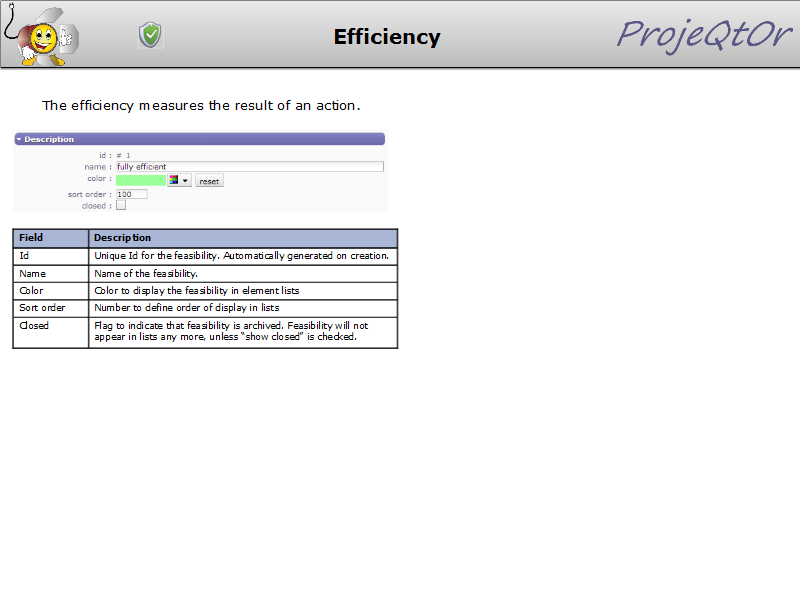 Efficiency
ProjeQtOr
The efficiency measures the result of an action.
Description
id : # 1
name : fully efficient
color :
reset
sort order : 100
closed :
Field Description
Id Unique Id for the feasibility. Automatically generated on creation.
Name Name of the feasibility.
Color Color to display the feasibility in element lists
Sort order Number to define order of display in lists
Closed Flag to indicate that feasibility is archived. Feasibility will not
appear in lists any more, unless “show closed” is checked.